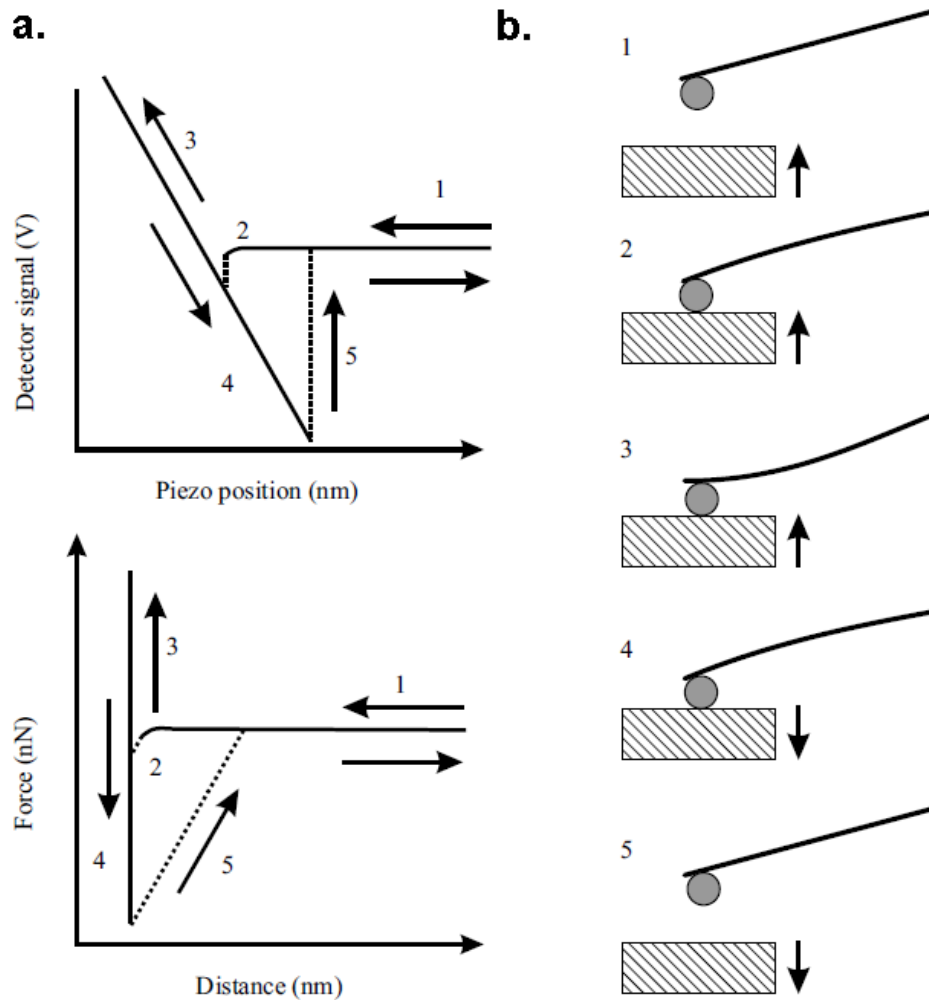 a.
Detector signal (V)
3
1
2
5
4
Piezo position (nm)
Force (nN)
3
1
2
4
5
Distance (nm)
b.
1
2
3
4
5